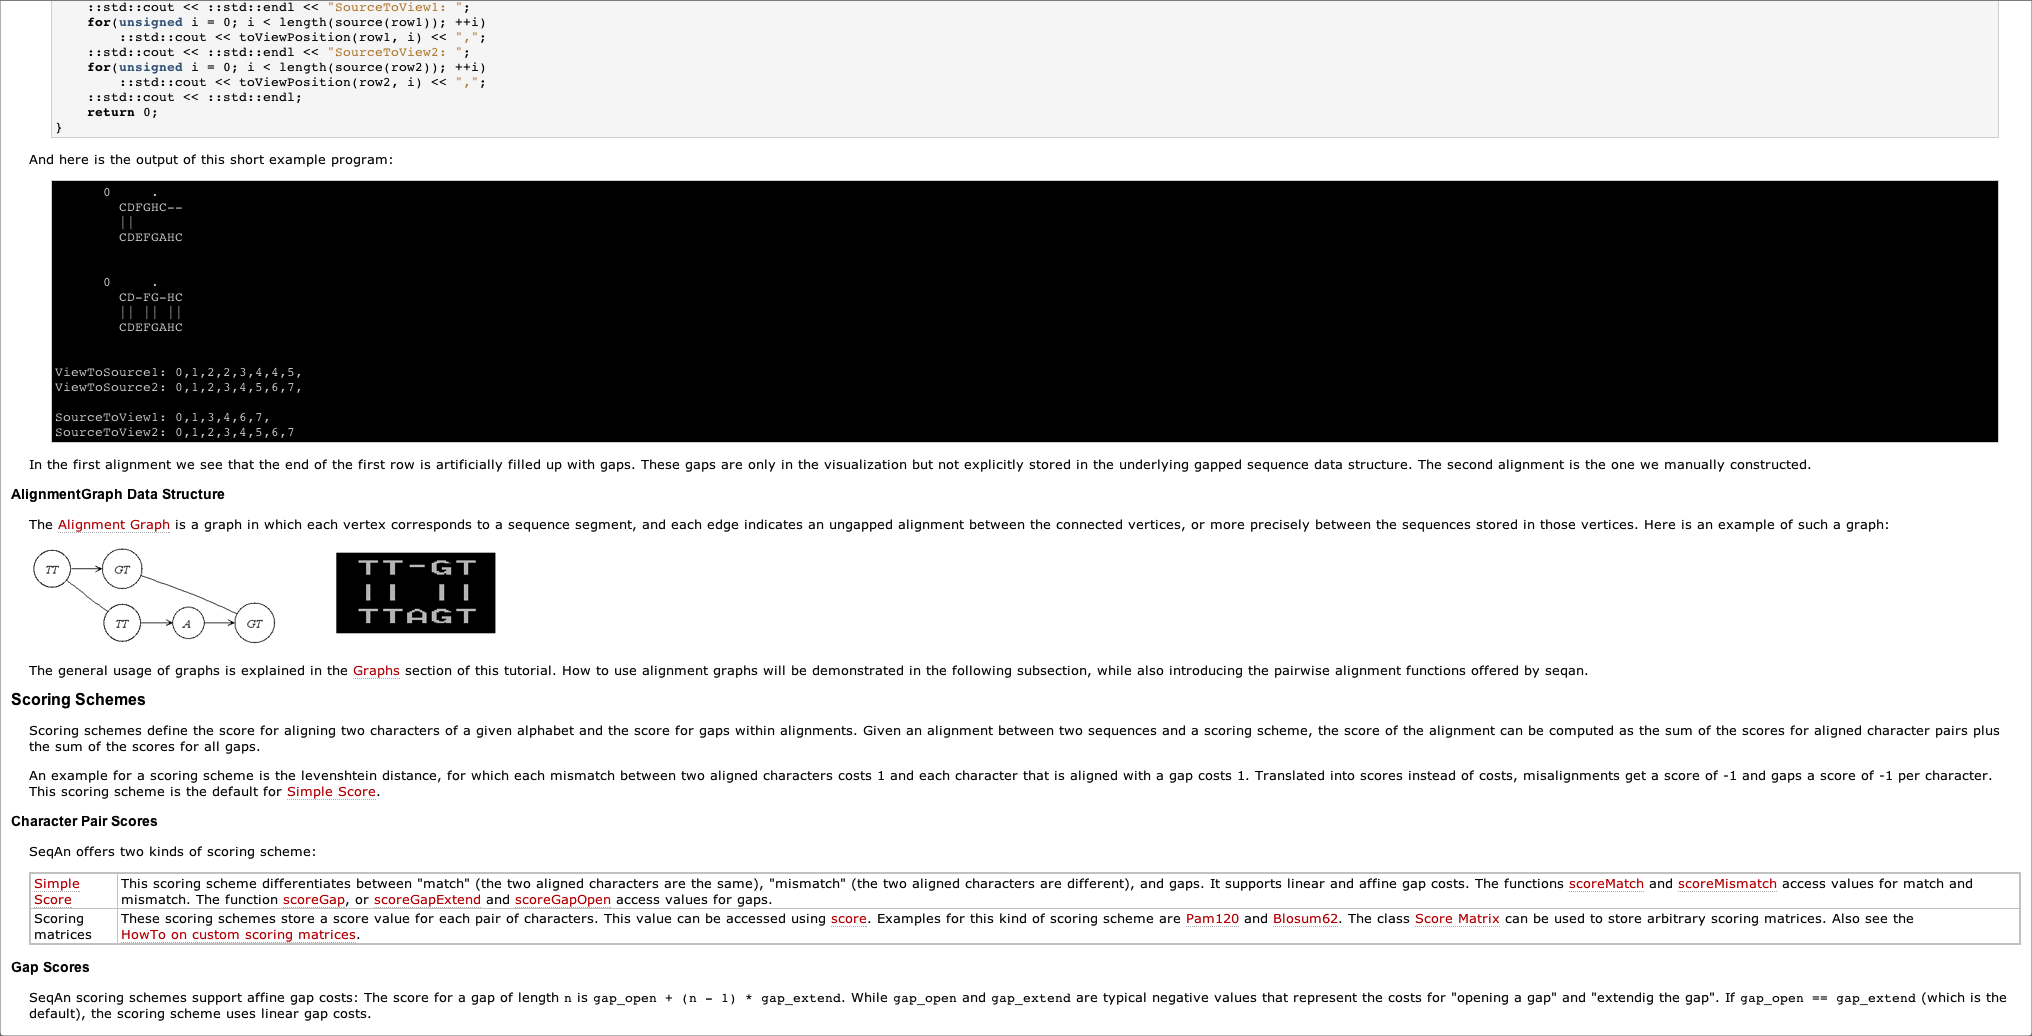 ::std::cout << ::std::endl << "SourceToView1: ";
for(unsigned i = 0; i < length(source(row1)); ++i)
::std::cout << toViewPosition(row1, i) << ",";
::std::cout << ::std::endl << "SourceToView2: ";
for(unsigned i = 0; i < length(source(row2)); ++i)
::std::cout << toViewPosition(row2, i) << ",";
::std::cout << ::std::endl;
return 0;
}
And here is the output of this short example program:
0 .
CDFGHC--
||
CDEFGAHC
0 .
CD-FG-HC
|| || ||
CDEFGAHC
ViewToSource1: 0,1,2,2,3,4,4,5,
ViewToSource2: 0,1,2,3,4,5,6,7,
SourceToView1: 0,1,3,4,6,7,
SourceToView2: 0,1,2,3,4,5,6,7
In the first alignment we see that the end of the first row is artificially filled up with gaps. These gaps are only in the visualization but not explicitly stored in the underlying gapped sequence data structure. The second alignment is the one we manually constructed.
AlignmentGraph Data Structure
The Alignment Graph is a graph in which each vertex corresponds to a sequence segment, and each edge indicates an ungapped alignment between the connected vertices, or more precisely between the sequences stored in those vertices. Here is an example of such a graph:
TT GT
TT A GT
TT-GT
|| ||
TTAGT
The general usage of graphs is explained in the Graphs section of this tutorial. How to use alignment graphs will be demonstrated in the following subsection, while also introducing the pairwise alignment functions offered by seqan.
Scoring Schemes
Scoring schemes define the score for aligning two characters of a given alphabet and the score for gaps within alignments. Given an alignment between two sequences and a scoring scheme, the score of the alignment can be computed as the sum of the scores for aligned character pairs plus
the sum of the scores for all gaps.
An example for a scoring scheme is the levenshtein distance, for which each mismatch between two aligned characters costs 1 and each character that is aligned with a gap costs 1. Translated into scores instead of costs, misalignments get a score of -1 and gaps a score of -1 per character.
This scoring scheme is the default for Simple Score.
Character Pair Scores
SeqAn offers two kinds of scoring scheme:
Simple This scoring scheme differentiates between "match" (the two aligned characters are the same), "mismatch" (the two aligned characters are different), and gaps. It supports linear and affine gap costs. The functions scoreMatch and scoreMismatch access values for match and
Score mismatch. The function scoreGap, or scoreGapExtend and scoreGapOpen access values for gaps.
Scoring These scoring schemes store a score value for each pair of characters. This value can be accessed using score. Examples for this kind of scoring scheme are Pam120 and Blosum62. The class Score Matrix can be used to store arbitrary scoring matrices. Also see the
matrices HowTo on custom scoring matrices.
Gap Scores
SeqAn scoring schemes support affine gap costs: The score for a gap of length n is gap_open + (n - 1) * gap_extend. While gap_open and gap_extend are typical negative values that represent the costs for "opening a gap" and "extendig the gap". If gap_open == gap_extend (which is the
default), the scoring scheme uses linear gap costs.